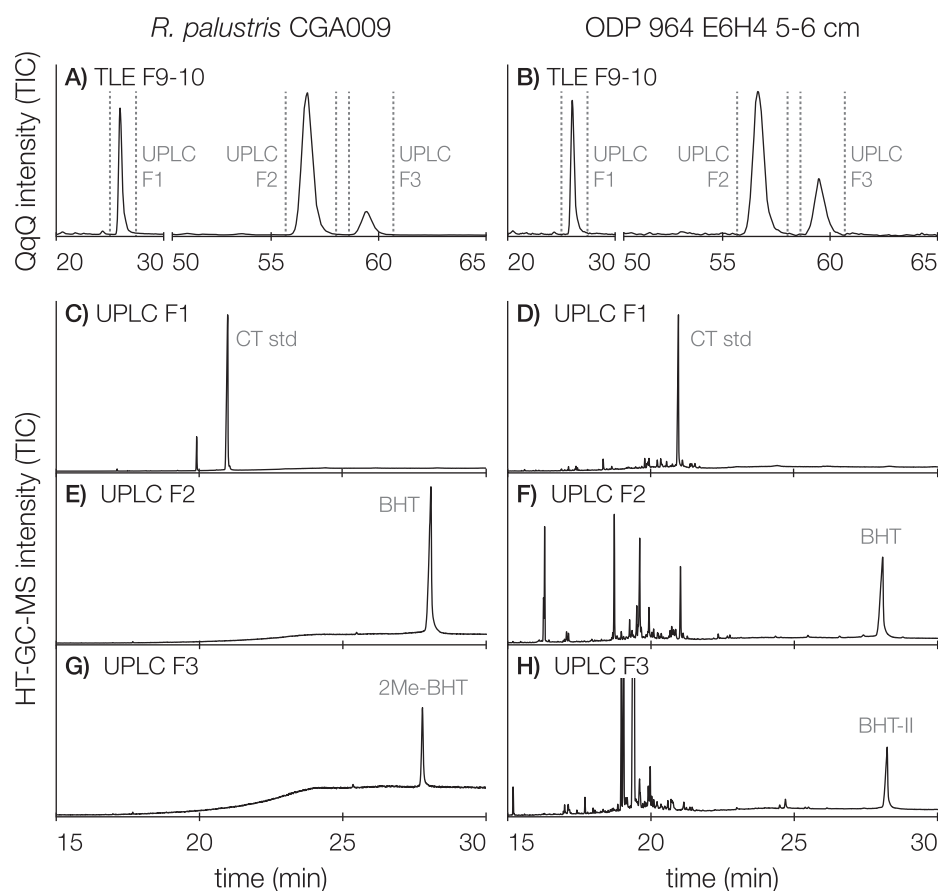 R. palustris CGA009
ODP 964 E6H4 5-6 cm
QqQ intensity (TIC)
A) TLE F9-10
UPLC F1
UPLC F2
UPLC F3
20 30 50 55 60 65
B) TLE F9-10
UPLC F1
UPLC F2
UPLC F3
20 30 50 55 60 65
HT-GC-MS intensity (TIC)
C) UPLC F1
CT std
D) UPLC F1
CT std
E) UPLC F2
BHT
F) UPLC F2
BHT
G) UPLC F3
2Me-BHT
H) UPLC F3
BHT-II
15 20 25 30
15 20 25 30
time (min)
time (min)